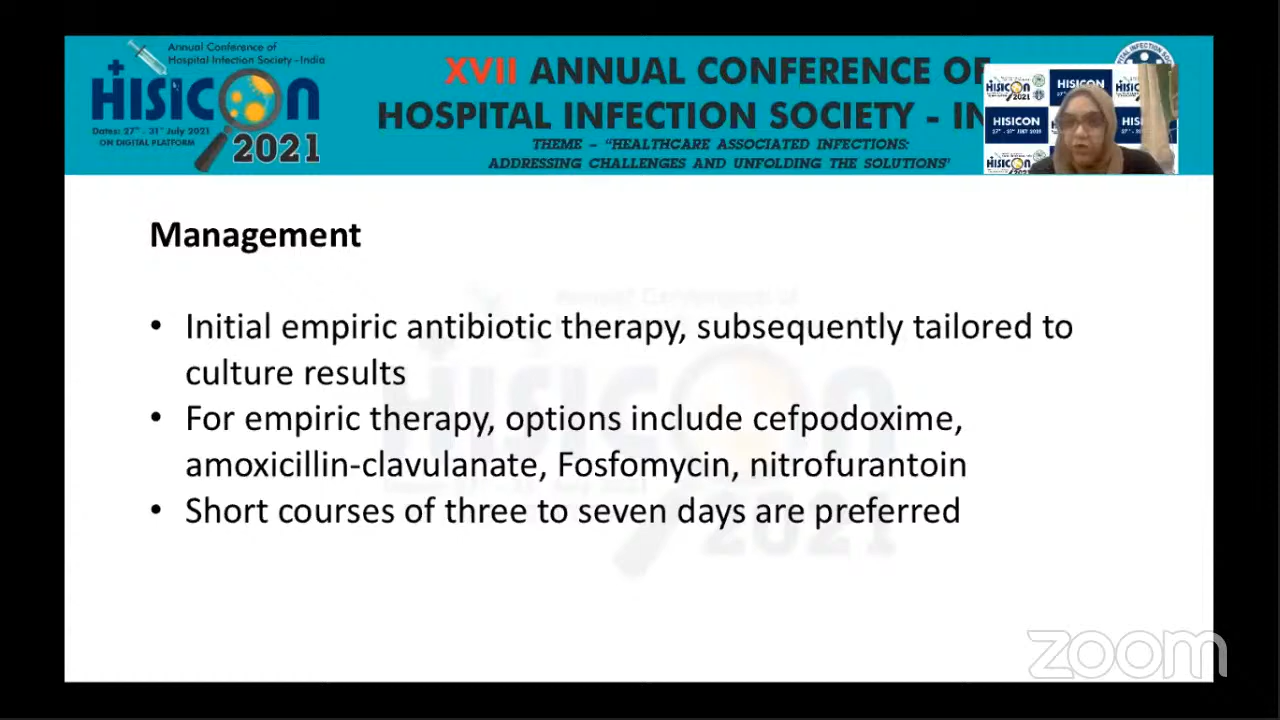 Annual Conference of
Hospital Infection Society -India
HISICON
Dates: 27th - 31st July 2021
ON DIGITAL PLATFORM
2021
XVII ANNUAL CONFERENCE OF
HOSPITAL INFECTION SOCIETY - IN
THEME – "HEALTHCARE ASSOCIATED INFECTIONS:
ADDRESSING CHALLENGES AND UNFOLDING THE SOLUTIONS"
HISICON
HISICON
Management
• Initial empiric antibiotic therapy, subsequently tailored to
culture results
• For empiric therapy, options include cefpodoxime,
amoxicillin-clavulanate, Fosfomycin, nitrofurantoin
• Short courses of three to seven days are preferred
zoom